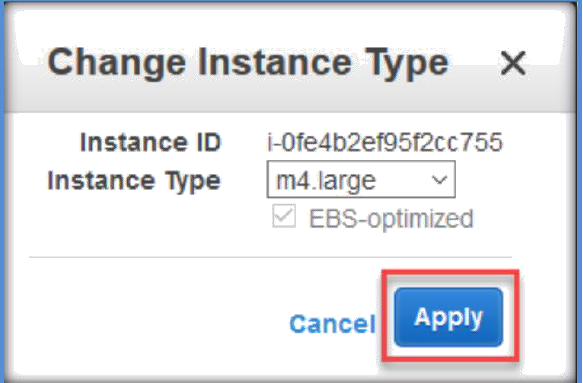 Change Instance Type
Instance ID i-0fe4b2ef95f2cc755
Instance Type m4.large
EBS-optimized
Cancel Apply